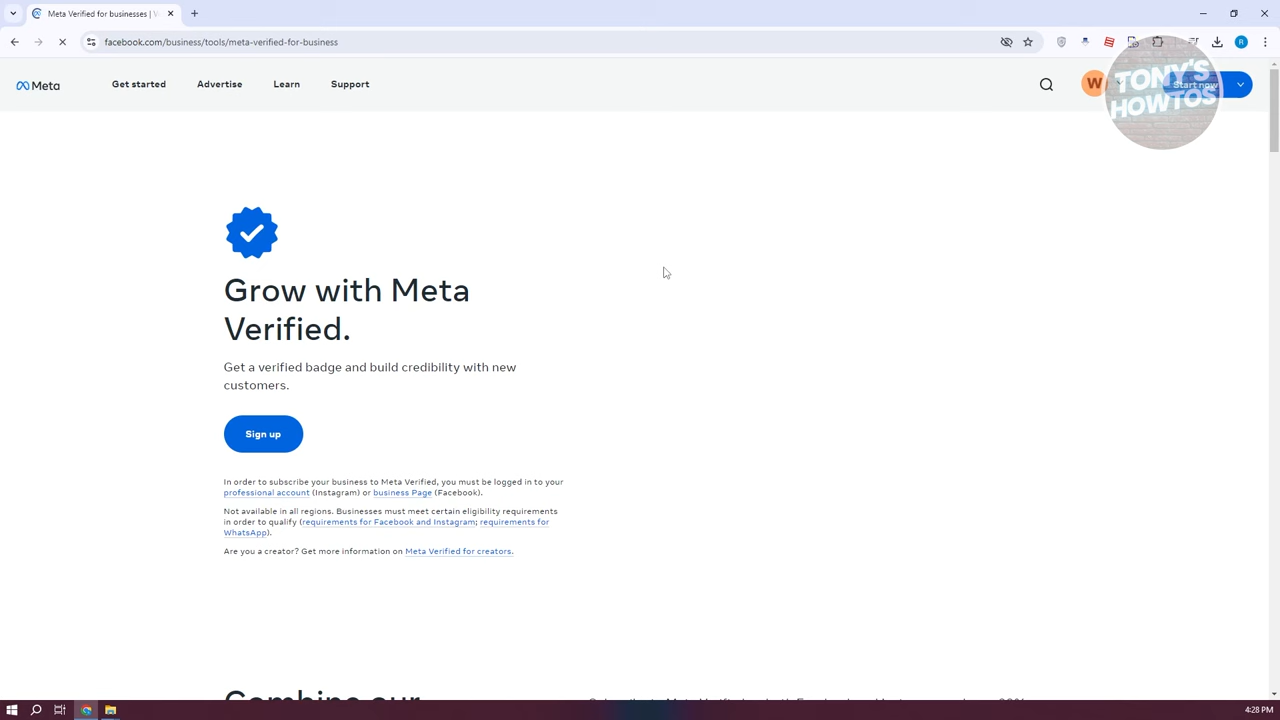 Meta Verified for businesses | V
facebook.com/business/tools/meta-verified-for-business
R
Meta
Get started
Advertise
Learn
Support
W
Start now
TONY'S
HOWTOS
Grow with Meta
Verified.
Get a verified badge and build credibility with new
customers.
Sign up
In order to subscribe your business to Meta Verified, you must be logged in to your
professional account (Instagram) or business Page (Facebook).
Not available in all regions. Businesses must meet certain eligibility requirements
in order to qualify (requirements for Facebook and Instagram; requirements for
WhatsApp).
Are you a creator? Get more information on Meta Verified for creators.
Combine our
4:28 PM